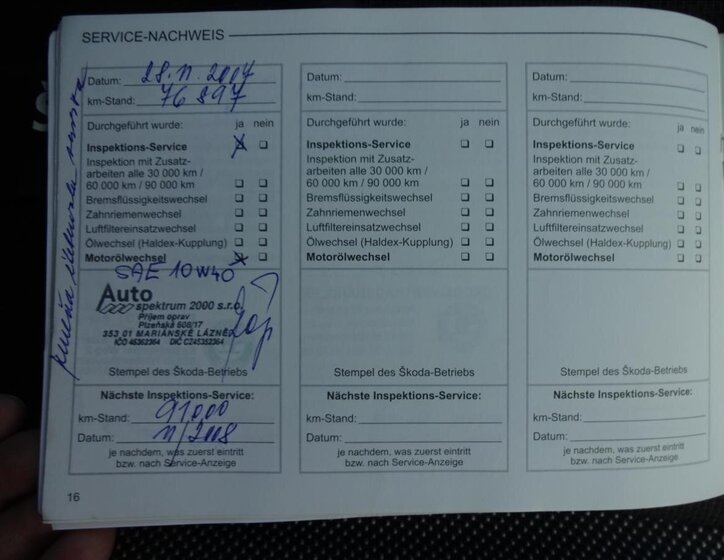 SERVICE-NACHWEIS
Datum: 28.11.2007
km-Stand: 76 897
Durchgeführt wurde: ja nein
Inspektions-Service
Inspektion mit Zusatz-
arbeiten alle 30 000 km /
60 000 km / 90 000 km
Bremsflüssigkeitswechsel
Zahnriemenwechsel
Luftfiltereinsatzwechsel
Ölwechsel (Haldex-Kupplung)
Motorölwechsel
SAE 10W40
Auto
spektrum 2000 s.r.o.
Příjem oprav
Plzeňská 608/17
353 01 MARIÁNSKÉ LÁZNĚ
IČO 45352364 DIČ CZ45352364
Stempel des Škoda-Betriebs
Nächste Inspektions-Service:
km-Stand: 91000
Datum: 11/2008
je nachdem, was zuerst eintritt
bzw. nach Service-Anzeige
Datum:
km-Stand:
Durchgeführt wurde: ja nein
Inspektions-Service
Inspektion mit Zusatz-
arbeiten alle 30 000 km /
60 000 km / 90 000 km
Bremsflüssigkeitswechsel
Zahnriemenwechsel
Luftfiltereinsatzwechsel
Ölwechsel (Haldex-Kupplung)
Motorölwechsel
Stempel des Škoda-Betriebs
Nächste Inspektions-Service:
km-Stand:
Datum:
je nachdem, was zuerst eintritt
bzw. nach Service-Anzeige
Datum:
km-Stand:
Durchgeführt wurde: ja nein
Inspektions-Service
Inspektion mit Zusatz-
arbeiten alle 30 000 km /
60 000 km / 90 000 km
Bremsflüssigkeitswechsel
Zahnriemenwechsel
Luftfiltereinsatzwechsel
Ölwechsel (Haldex-Kupplung)
Motorölwechsel
Stempel des Škoda-Betriebs
Nächste Inspektions-Service:
km-Stand:
Datum:
je nachdem, was zuerst eintritt
bzw. nach Service-Anzeige
16